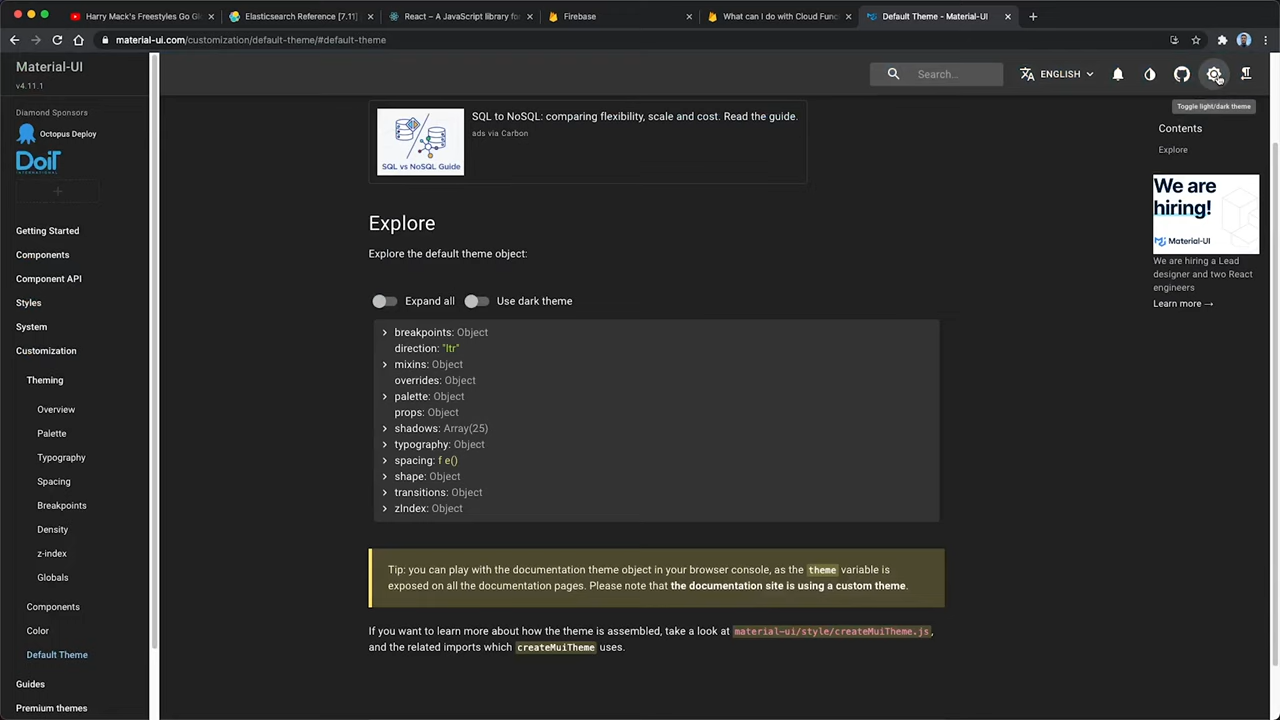 Harry Mack's Freestyles Go Gl
Elasticsearch Reference [7.11]
React – A JavaScript library for
Firebase
What can I do with Cloud Func
Default Theme - Material-UI
material-ui.com/customization/default-theme/#default-theme
Material-UI
v4.11.1
Search…
ENGLISH
Toggle light/dark theme
Diamond Sponsors
Octopus Deploy
DoiT
INTERNATIONAL
+
Getting Started
Components
Component API
Styles
System
Customization
Theming
Overview
Palette
Typography
Spacing
Breakpoints
Density
z-index
Globals
Components
Color
Default Theme
Guides
Premium themes
SQL vs NoSQL Guide
SQL to NoSQL: comparing flexibility, scale and cost. Read the guide.
ads via Carbon
Explore
Explore the default theme object:
Expand all
Use dark theme
breakpoints: Object
direction: "ltr"
mixins: Object
overrides: Object
palette: Object
props: Object
shadows: Array(25)
typography: Object
spacing: f e()
shape: Object
transitions: Object
zIndex: Object
Tip: you can play with the documentation theme object in your browser console, as the theme variable is
exposed on all the documentation pages. Please note that the documentation site is using a custom theme.
If you want to learn more about how the theme is assembled, take a look at material-ui/style/createMuiTheme.js,
and the related imports which createMuiTheme uses.
Contents
Explore
We are
hiring!
Material-UI
We are hiring a Lead
designer and two React
engineers
Learn more →